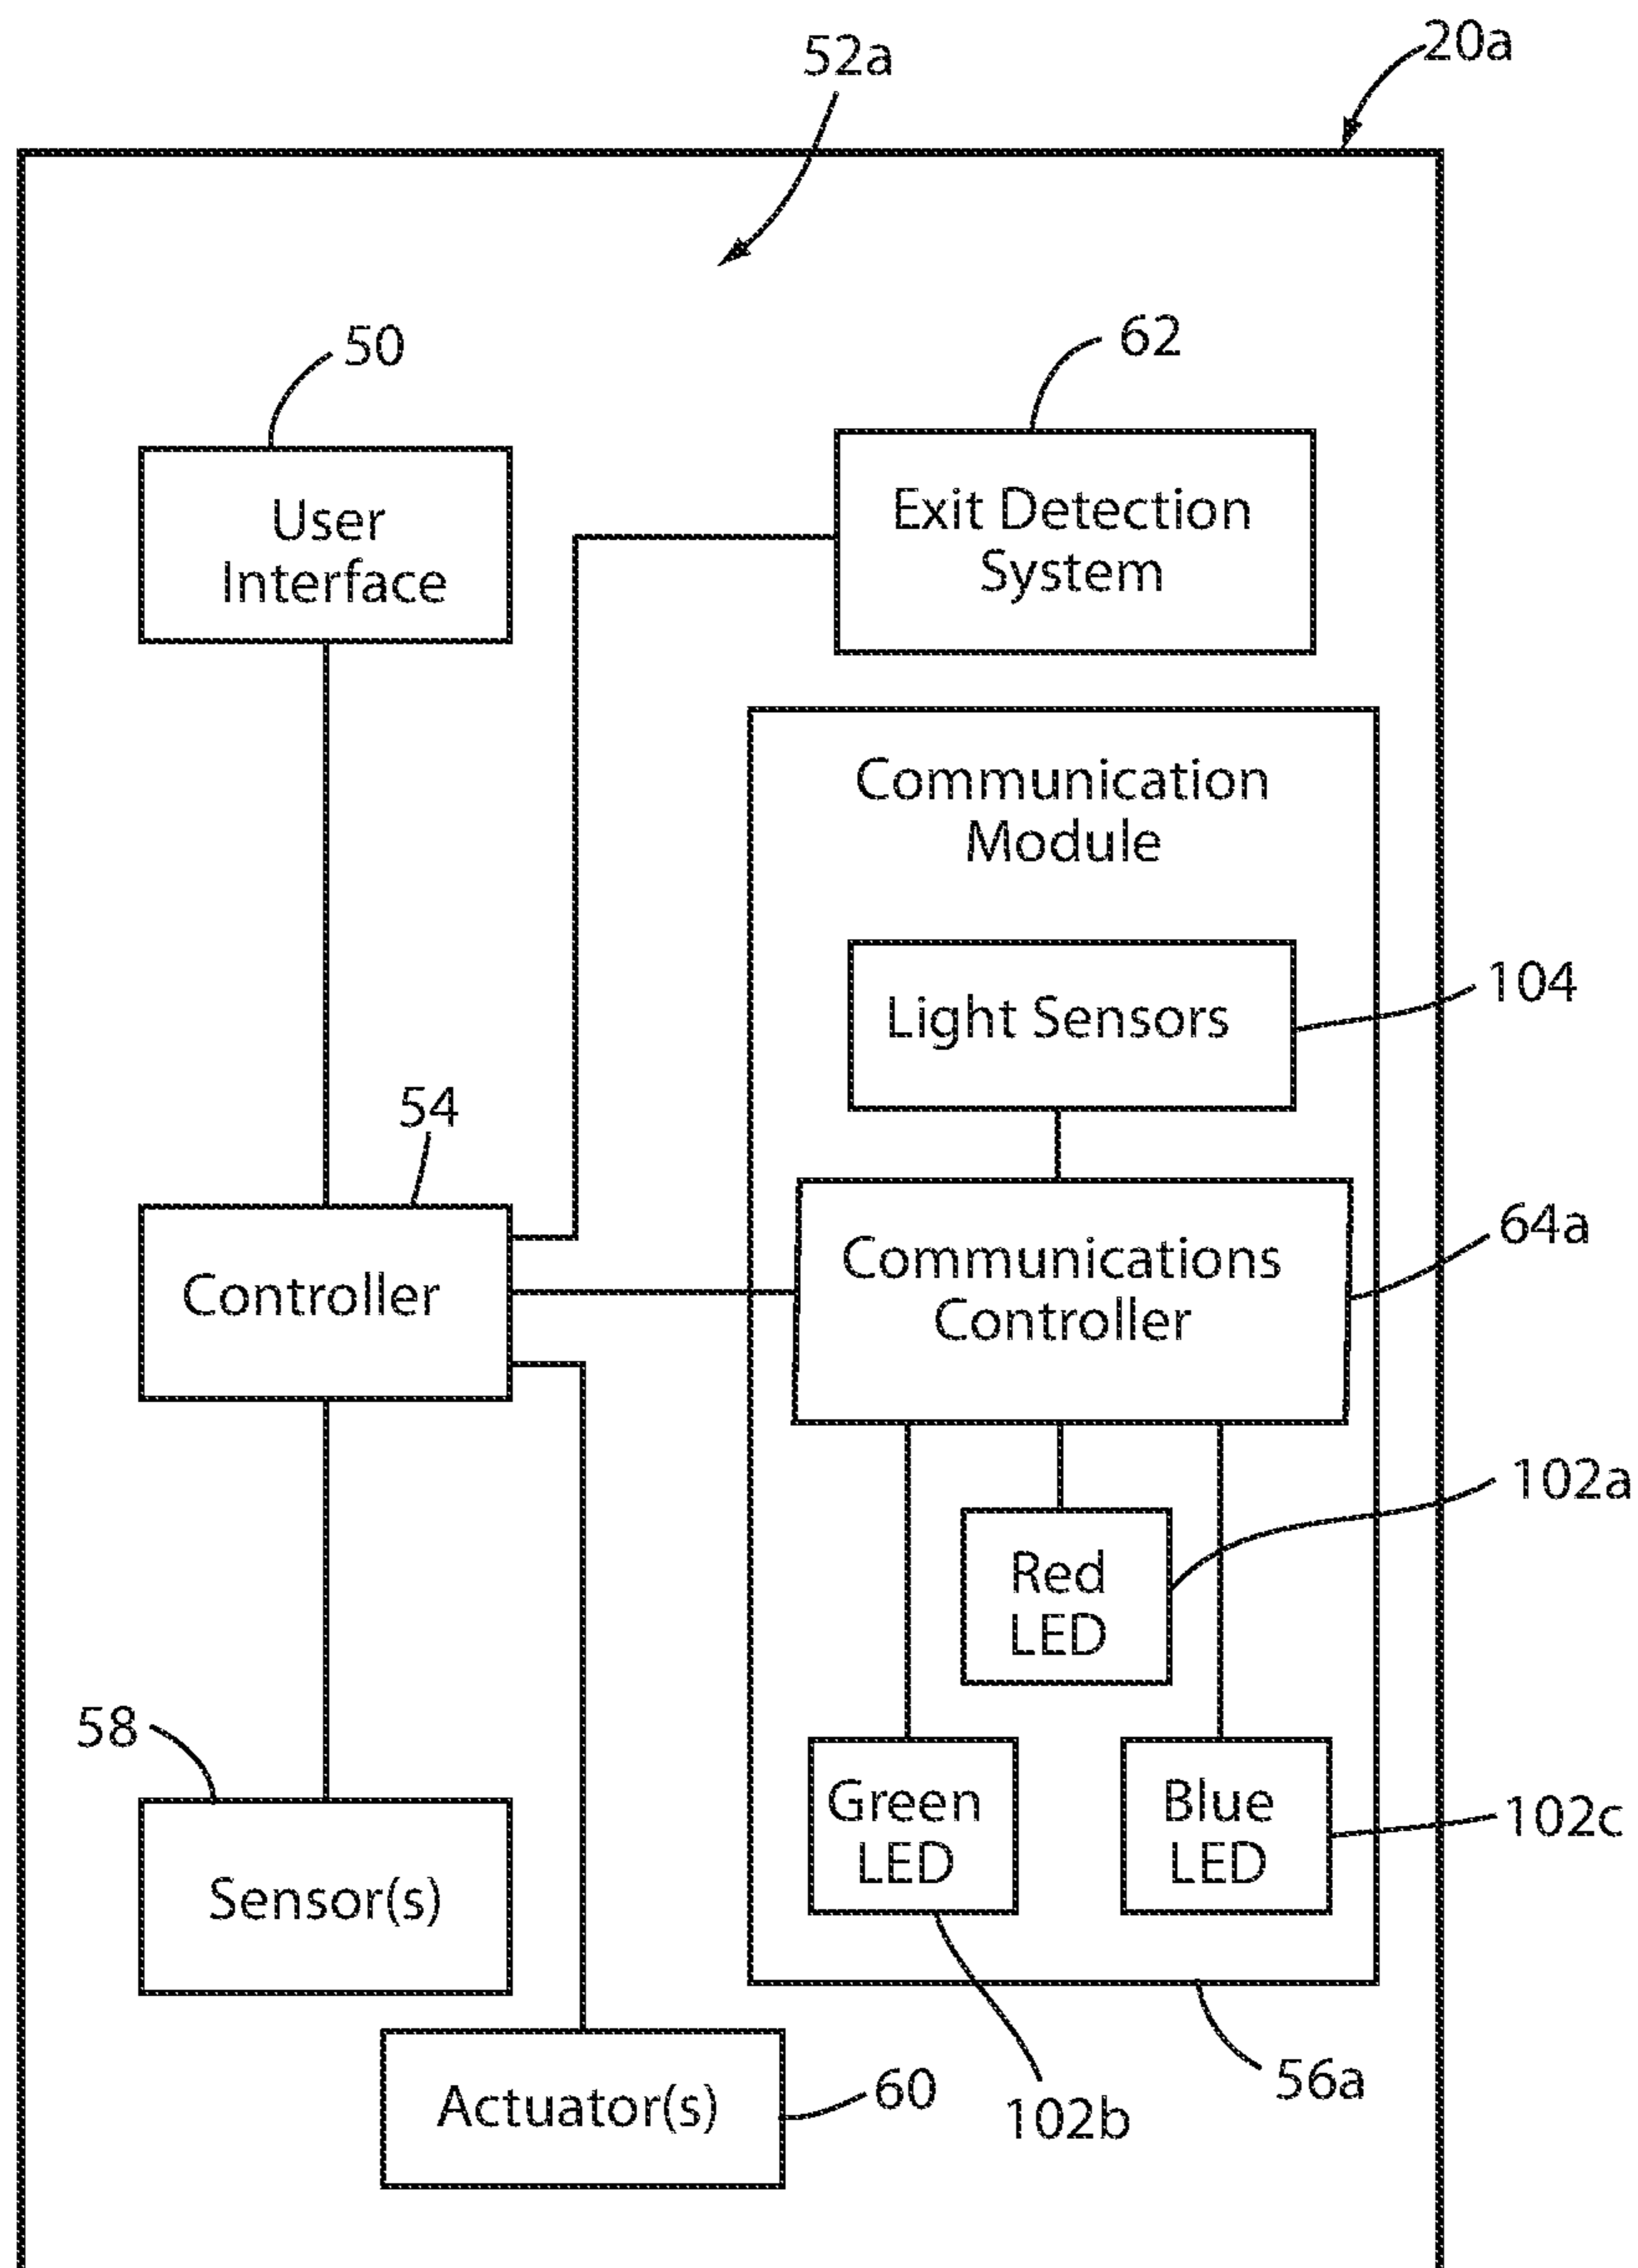 52a
20a
50
62
User
Interface
Exit Detection
System
Communication
Module
Light Sensors
104
54
Controller
Communications
Controller
64a
Red
LED
102a
58
Sensor(s)
Green
LED
Blue
LED
102c
Actuator(s)
60
102b
56a